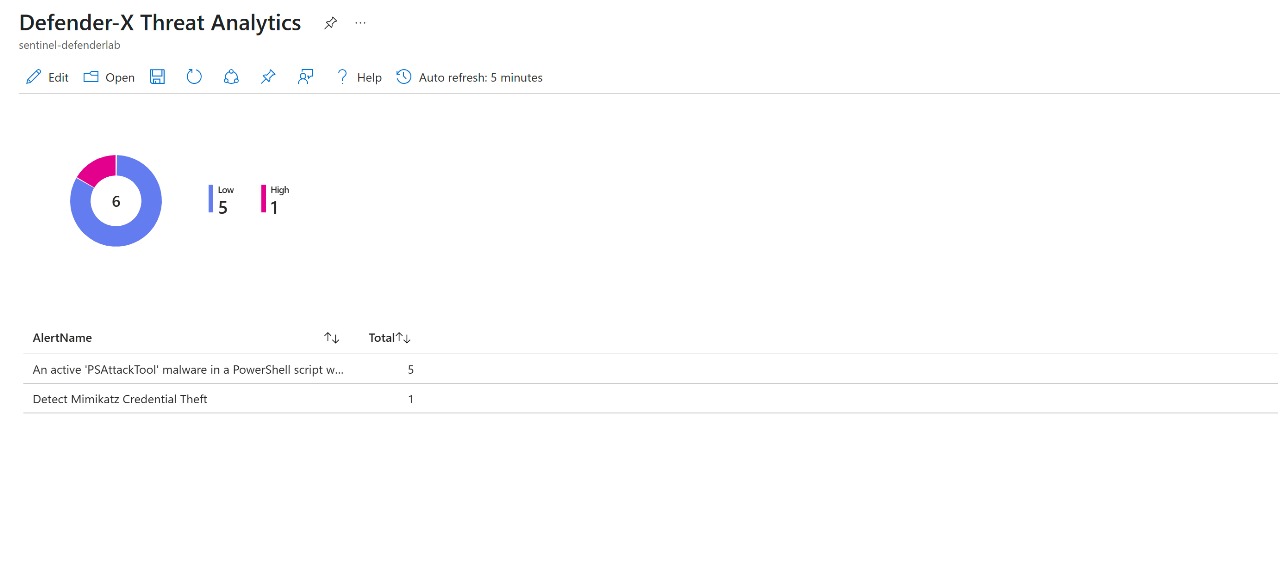 Defender-X Threat Analytics
sentinel-defenderlab
Edit Open Help Auto refresh: 5 minutes
6
Low High
5 1
AlertName Total
An active 'PSAttackTool' malware in a PowerShell script w... 5
Detect Mimikatz Credential Theft 1